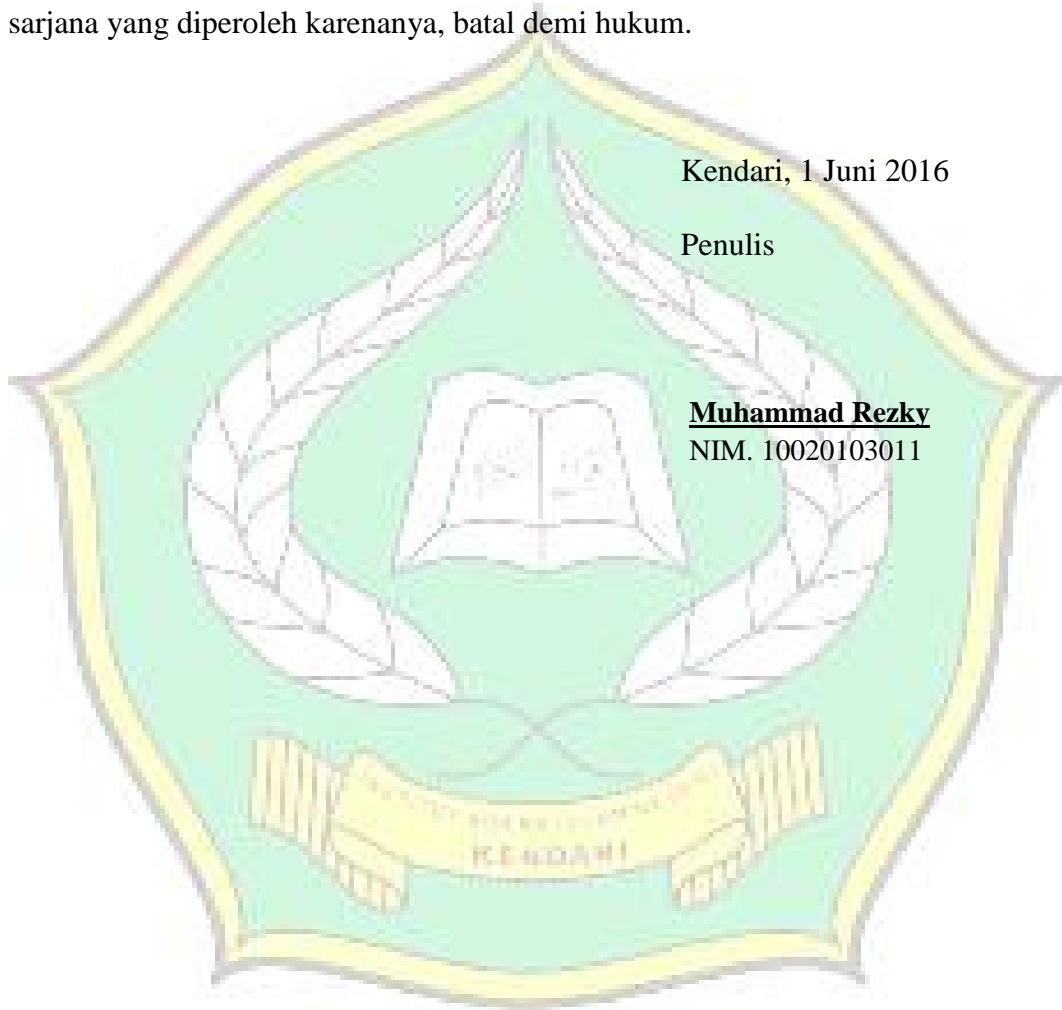 sarjana yang diperoleh karenanya, batal demi hukum.
Kendari, 1 Juni 2016
Penulis
Muhammad Rezky
NIM. 10020103011
KENDARI